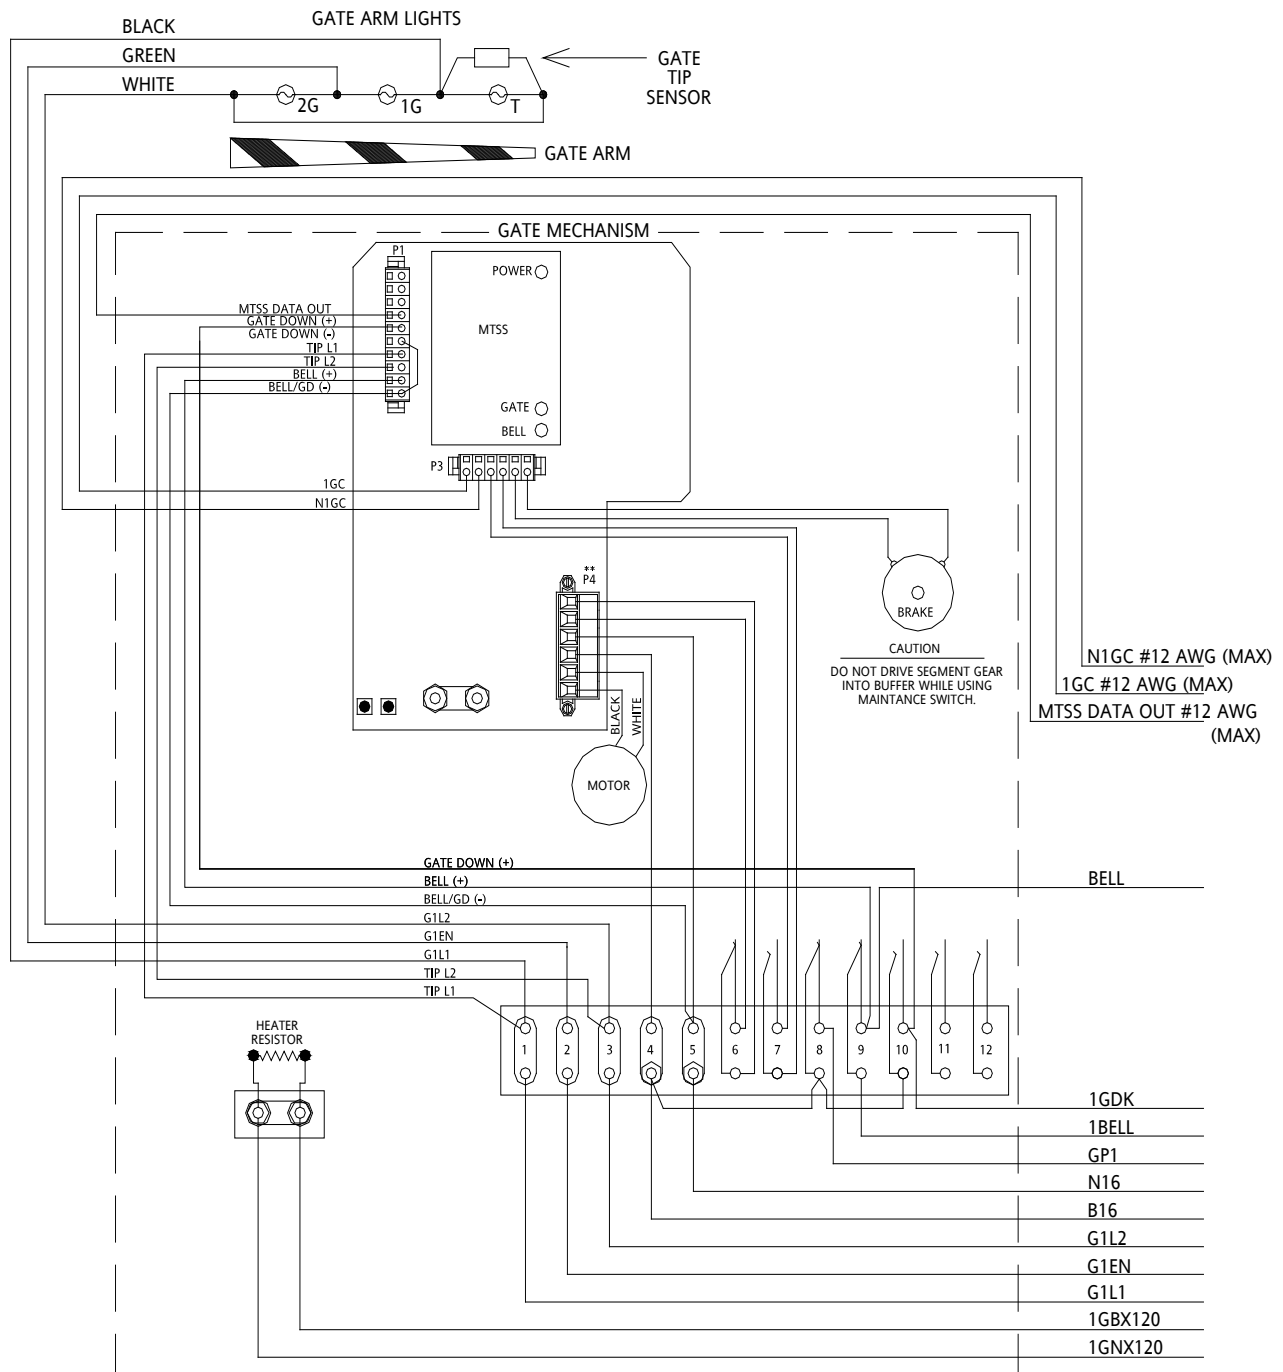 GATE ARM LIGHTS
BLACK
GREEN
WHITE
2G
1G
T
GATE
TIP
SENSOR
GATE ARM
GATE MECHANISM
P1
POWER
MTSS
GATE
BELL
MTSS DATA OUT
GATE DOWN (+)
GATE DOWN (-)
TIP L1
TIP L2
BELL (+)
BELL/GD (-)
P3
1GC
N1GC
**
P4
BRAKE
CAUTION
DO NOT DRIVE SEGMENT GEAR
INTO BUFFER WHILE USING
MAINTANCE SWITCH.
N1GC #12 AWG (MAX)
1GC #12 AWG (MAX)
MTSS DATA OUT #12 AWG
(MAX)
BLACK
WHITE
MOTOR
GATE DOWN (+)
BELL (+)
BELL/GD (-)
G1L2
G1EN
G1L1
TIP L2
TIP L1
BELL
HEATER
RESISTOR
1 2 3 4 5 6 7 8 9 10 11 12
1GDK
1BELL
GP1
N16
B16
G1L2
G1EN
G1L1
1GBX120
1GNX120